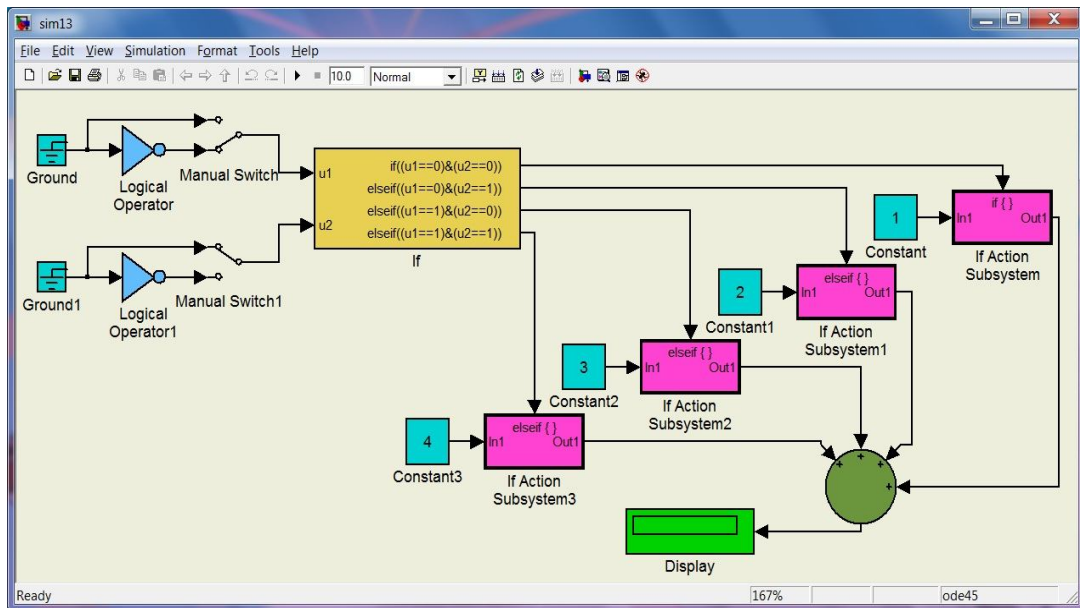 sim13
File Edit View Simulation Format Tools Help
10.0 Normal
Ground
Logical
Operator
Manual Switch
Ground1
Logical
Operator1
Manual Switch1
u1
u2
if((u1==0)&(u2==0))
elseif((u1==0)&(u2==1))
elseif((u1==1)&(u2==0))
elseif((u1==1)&(u2==1))
If
1
Constant
if { }
In1 Out1
If Action
Subsystem
2
Constant1
elseif { }
In1 Out1
If Action
Subsystem1
3
Constant2
elseif { }
In1 Out1
If Action
Subsystem2
4
Constant3
elseif { }
In1 Out1
If Action
Subsystem3
+ + + +
Display
Ready 167% ode45